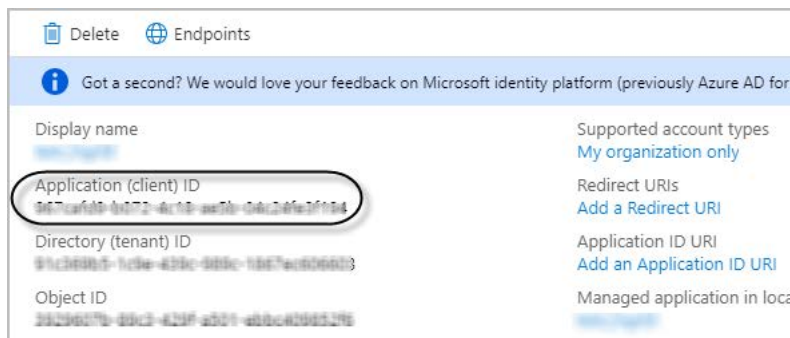 Delete Endpoints
Got a second? We would love your feedback on Microsoft identity platform (previously Azure AD for
Display name
Supported account types
My organization only
Application (client) ID
Redirect URIs
Add a Redirect URI
Directory (tenant) ID
Application ID URI
Add an Application ID URI
Object ID
Managed application in loca